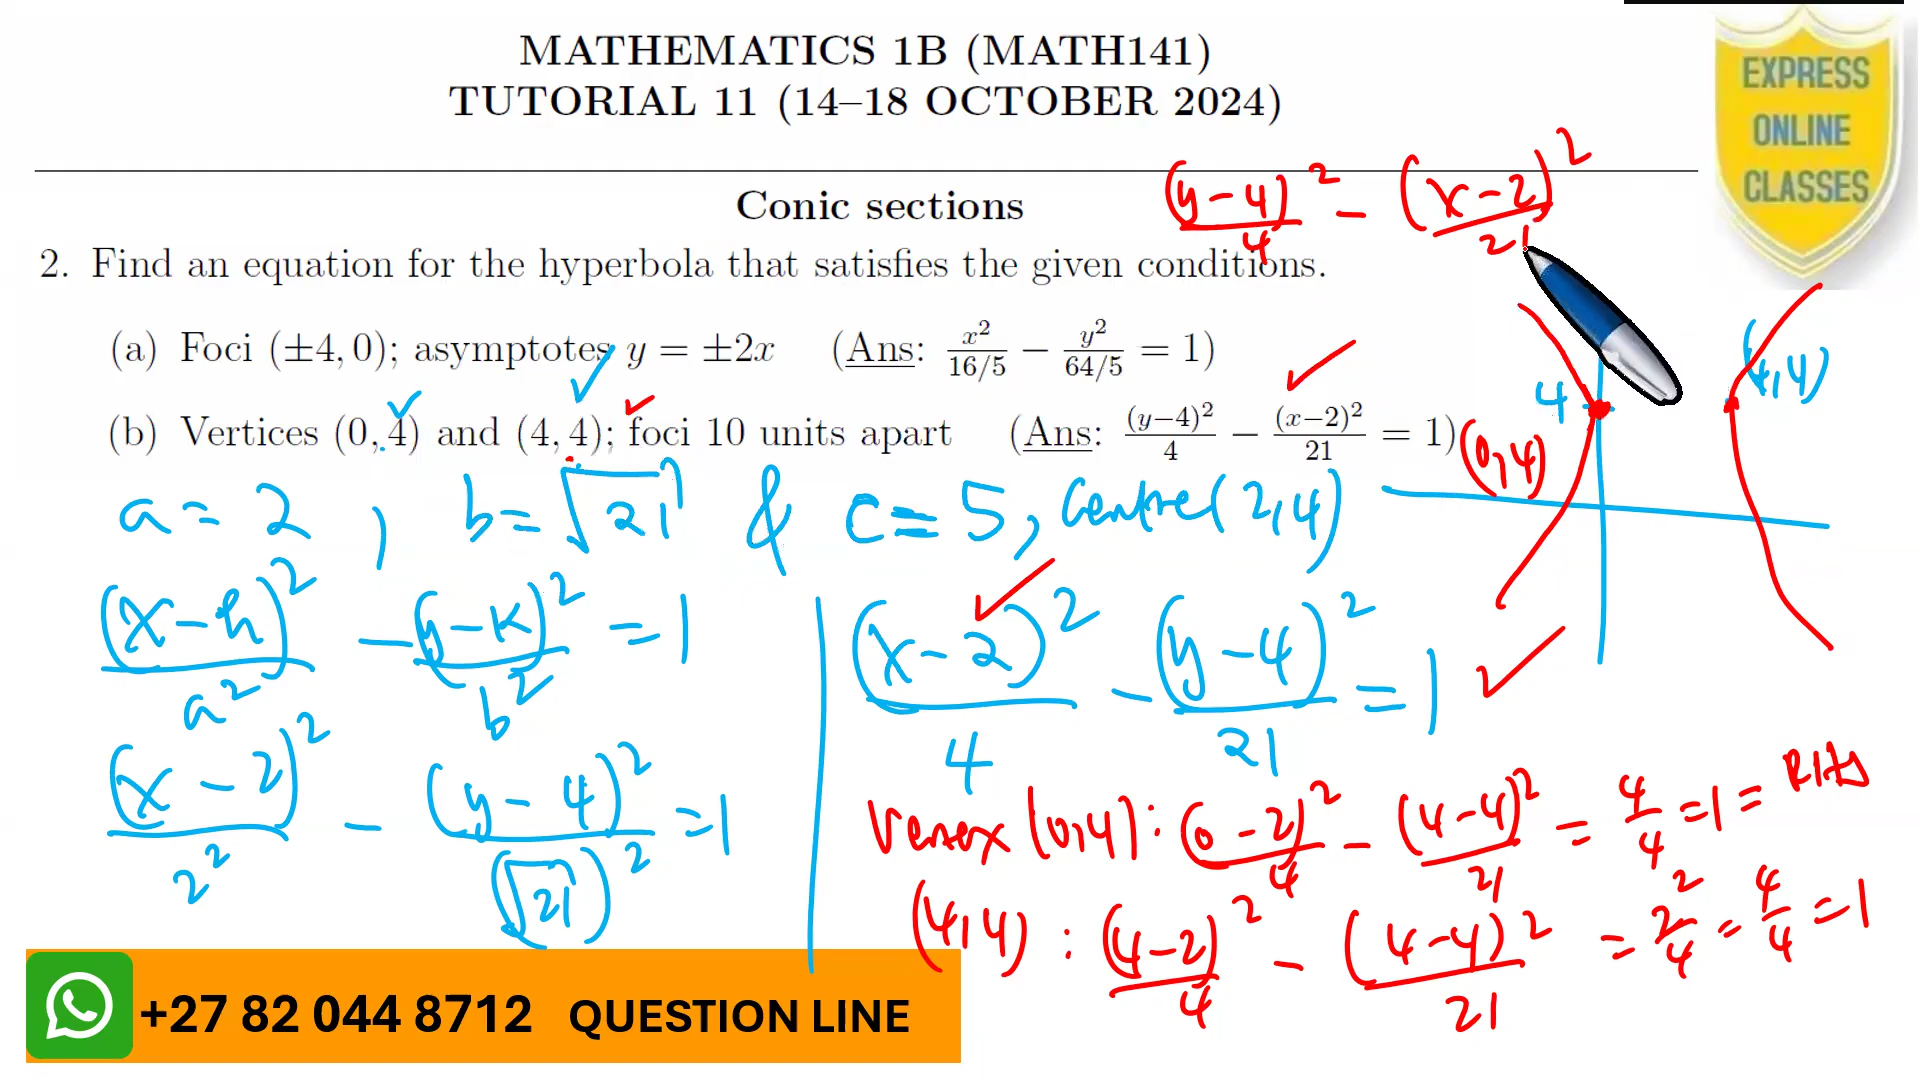 MATHEMATICS 1B (MATH141)
TUTORIAL 11 (14–18 OCTOBER 2024)
EXPRESS
ONLINE
CLASSES
Conic sections
(y-4)²/4 - (x-2)²/21
2. Find an equation for the hyperbola that satisfies the given conditions.
(a) Foci (±4, 0); asymptotes y = ±2x (Ans: x²/16/5 − y²/64/5 = 1)
(b) Vertices (0, 4) and (4, 4); foci 10 units apart (Ans: (y−4)²/4 − (x−2)²/21 = 1)
4
(4,4)
(0,4)
a = 2, b = √21 & c = 5, Centre(2,4)
(x-h)²/a² - (y-k)²/b² = 1
(x-2)²/2² - (y-4)²/(√21)² = 1
(x-2)²/4 - (y-4)²/21 = 1
Vertex (0,4): (0-2)²/4 - (4-4)²/21 = 4/4 = 1 = RHS
(4,4): (4-2)²/4 - (4-4)²/21 = 2²/4 = 4/4 = 1
+27 82 044 8712 QUESTION LINE